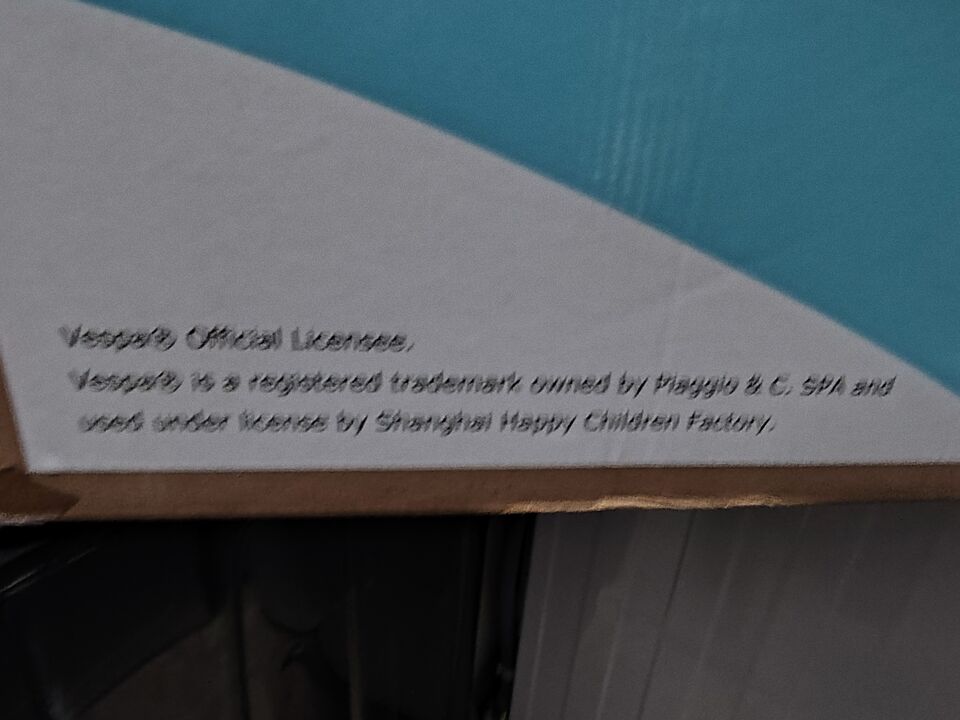 Vespa® Official Licensee.
Vespa® is a registered trademark owned by Piaggio & C. SPA and
used under license by Shanghai Happy Children Factory.